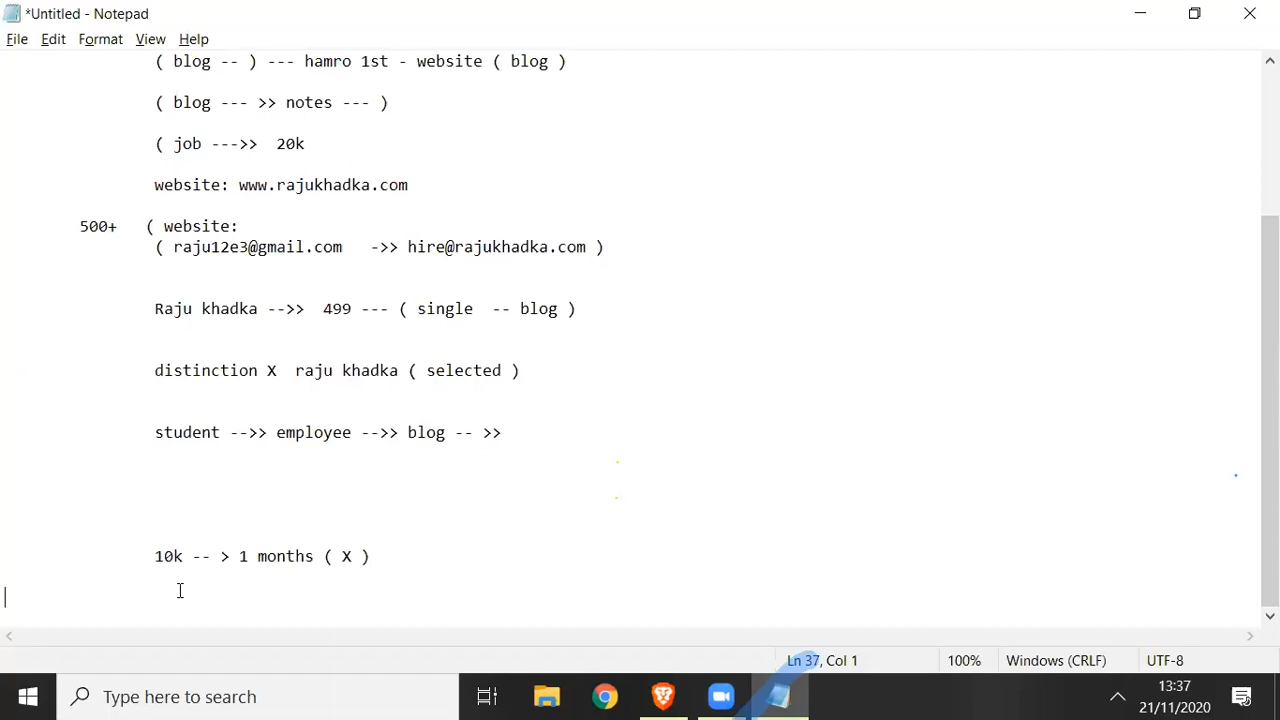 *Untitled - Notepad
File Edit Format View Help
( blog -- ) --- hamro 1st - website ( blog )
( blog --- >> notes --- )
( job --->> 20k
website: www.rajukhadka.com
500+ ( website:
( raju12e3@gmail.com ->> hire@rajukhadka.com )
Raju khadka -->> 499 --- ( single -- blog )
distinction X raju khadka ( selected )
student -->> employee -->> blog -- >>
10k -- > 1 months ( X )
Ln 37, Col 1 100% Windows (CRLF) UTF-8
Type here to search
13:37
21/11/2020